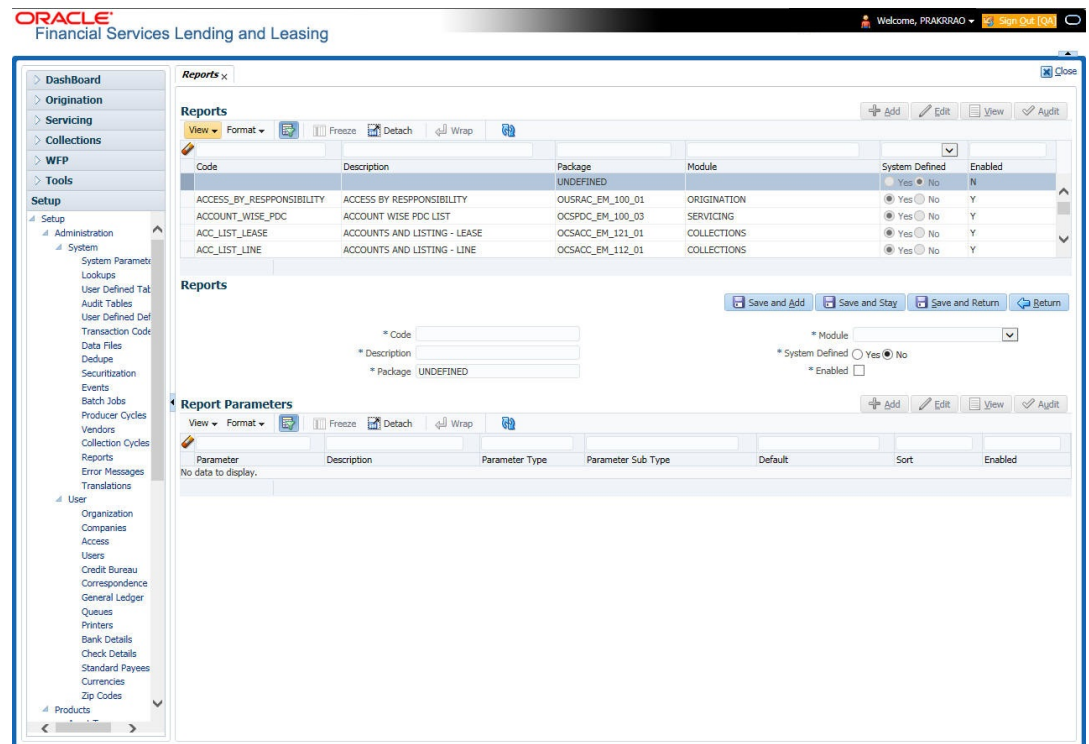 ORACLE
Financial Services Lending and Leasing
Welcome, PRAKRRAO
Sign Out [QA]
DashBoard
Origination
Servicing
Collections
WFP
Tools
Setup
Setup
Administration
System
System Paramete
Lookups
User Defined Tab
Audit Tables
User Defined Def
Transaction Code
Data Files
Dedupe
Securitization
Events
Batch Jobs
Producer Cycles
Vendors
Collection Cycles
Reports
Error Messages
Translations
User
Organization
Companies
Access
Users
Credit Bureau
Correspondence
General Ledger
Queues
Printers
Bank Details
Check Details
Standard Payees
Currencies
Zip Codes
Products
Reports
Close
Reports
Add Edit View Audit
View Format Freeze Detach Wrap
Code Description Package Module System Defined Enabled
UNDEFINED Yes No N
ACCESS_BY_RESPPONSIBILITY ACCESS BY RESPPONSIBILITY OUSRAC_EM_100_01 ORIGINATION Yes No Y
ACCOUNT_WISE_PDC ACCOUNT WISE PDC LIST OCSPDC_EM_100_03 SERVICING Yes No Y
ACC_LIST_LEASE ACCOUNTS AND LISTING - LEASE OCSACC_EM_121_01 COLLECTIONS Yes No Y
ACC_LIST_LINE ACCOUNTS AND LISTING - LINE OCSACC_EM_112_01 COLLECTIONS Yes No Y
Reports
Save and Add Save and Stay Save and Return Return
* Code * Module
* Description * System Defined Yes No
* Package UNDEFINED * Enabled
Report Parameters
Add Edit View Audit
View Format Freeze Detach Wrap
Parameter Description Parameter Type Parameter Sub Type Default Sort Enabled
No data to display.